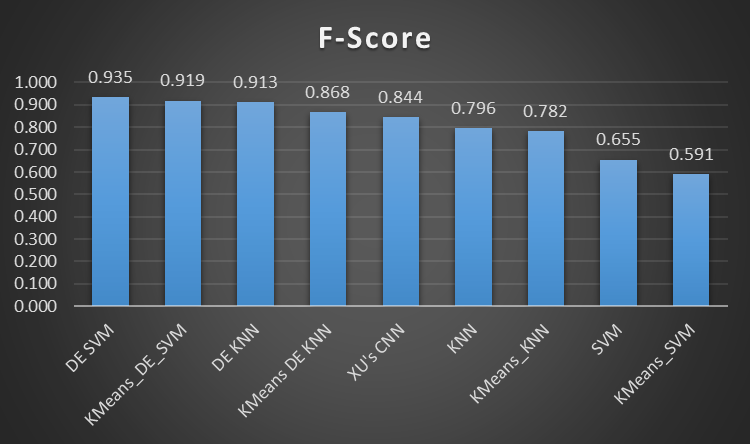 F-Score
1.000
0.900
0.800
0.700
0.600
0.500
0.400
0.300
0.200
0.100
0.000
0.935
0.919
0.913
0.868
0.844
0.796
0.782
0.655
0.591
DE SVM
KMeans_DE_SVM
DE KNN
KMeans DE KNN
XU's CNN
KNN
KMeans_KNN
SVM
KMeans_SVM